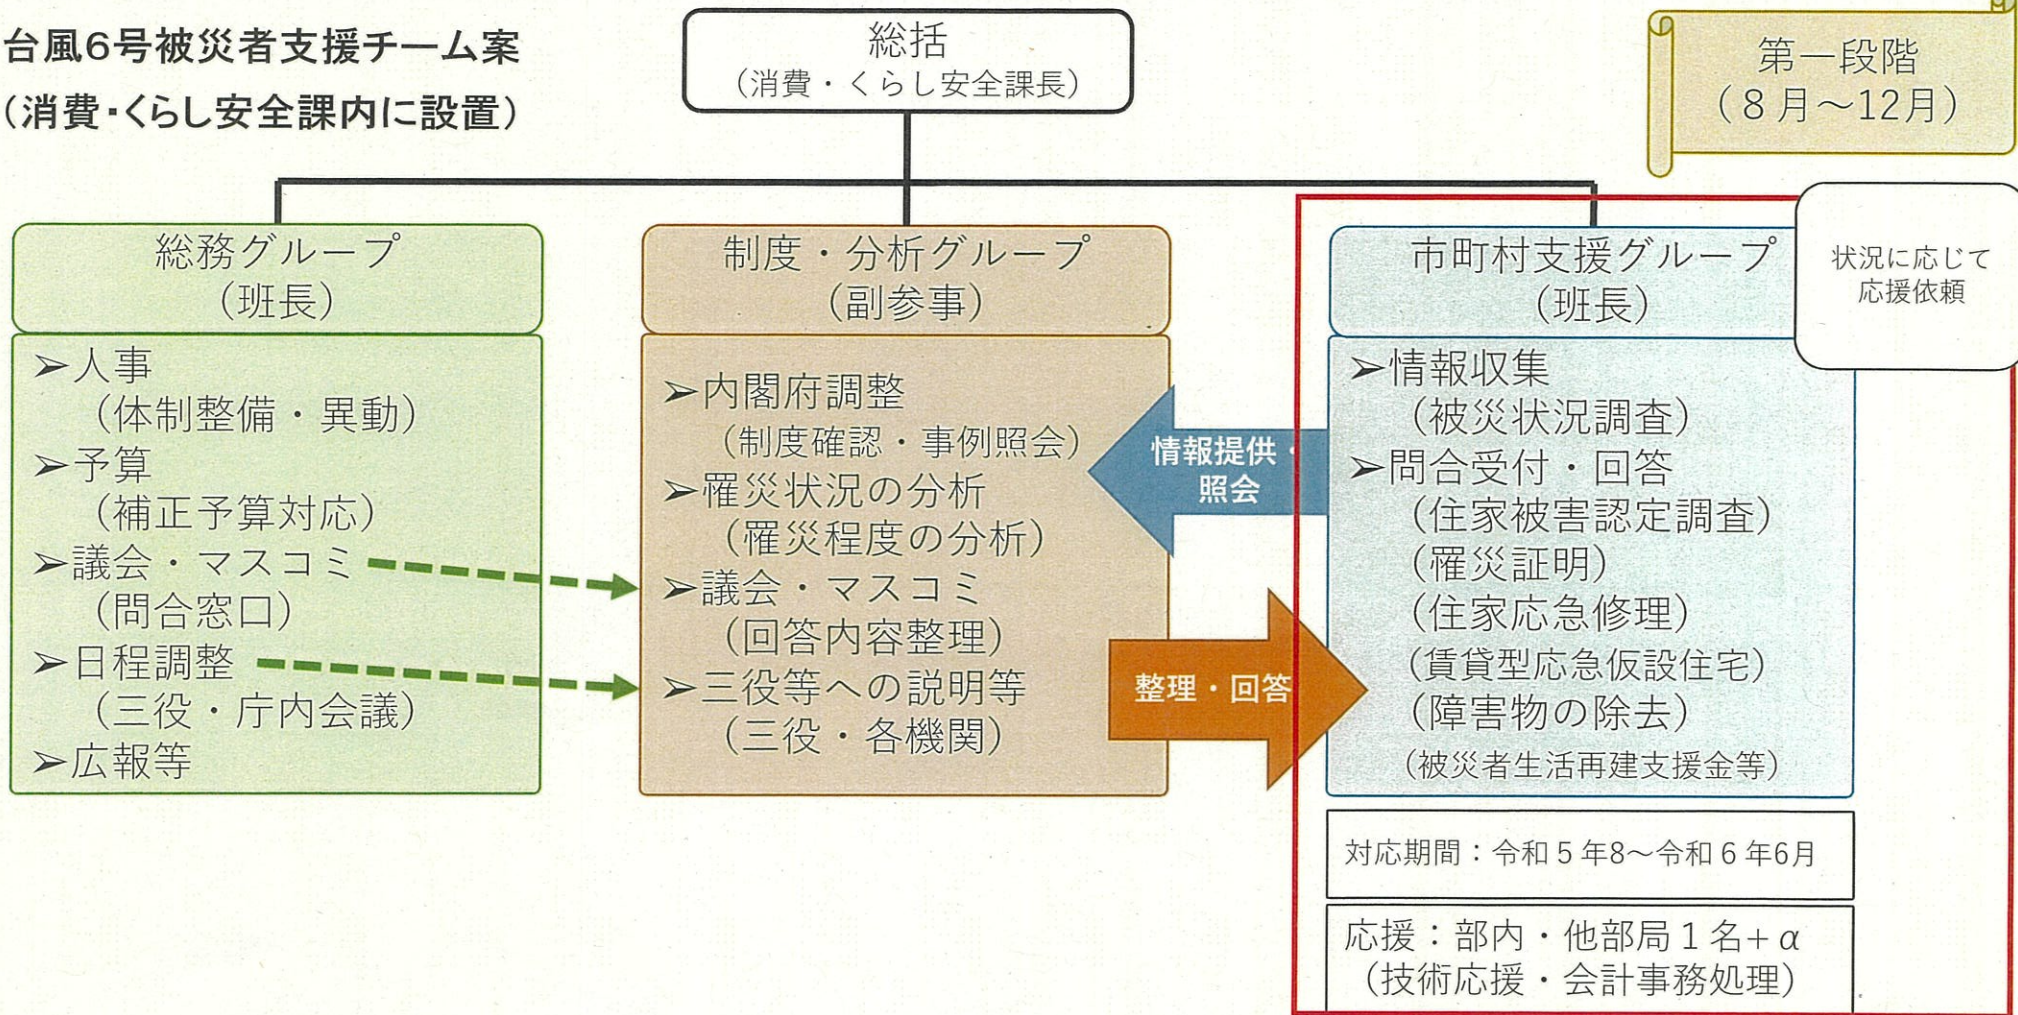 台風6号被災者支援チーム案
(消費・くらし安全課内に設置)
総括
(消費・くらし安全課長)
第一段階
(8月～12月)
総務グループ
(班長)
➢人事
(体制整備・異動)
➢予算
(補正予算対応)
➢議会・マスコミ
(問合窓口)
➢日程調整
(三役・庁内会議)
➢広報等
制度・分析グループ
(副参事)
➢内閣府調整
(制度確認・事例照会)
➢罹災状況の分析
(罹災程度の分析)
➢議会・マスコミ
(回答内容整理)
➢三役等への説明等
(三役・各機関)
情報提供・
照会
整理・回答
市町村支援グループ
(班長)
状況に応じて
応援依頼
➢情報収集
(被災状況調査)
➢問合受付・回答
(住家被害認定調査)
(罹災証明)
(住家応急修理)
(賃貸型応急仮設住宅)
(障害物の除去)
(被災者生活再建支援金等)
対応期間：令和５年8～令和６年6月
応援：部内・他部局１名+α
(技術応援・会計事務処理)